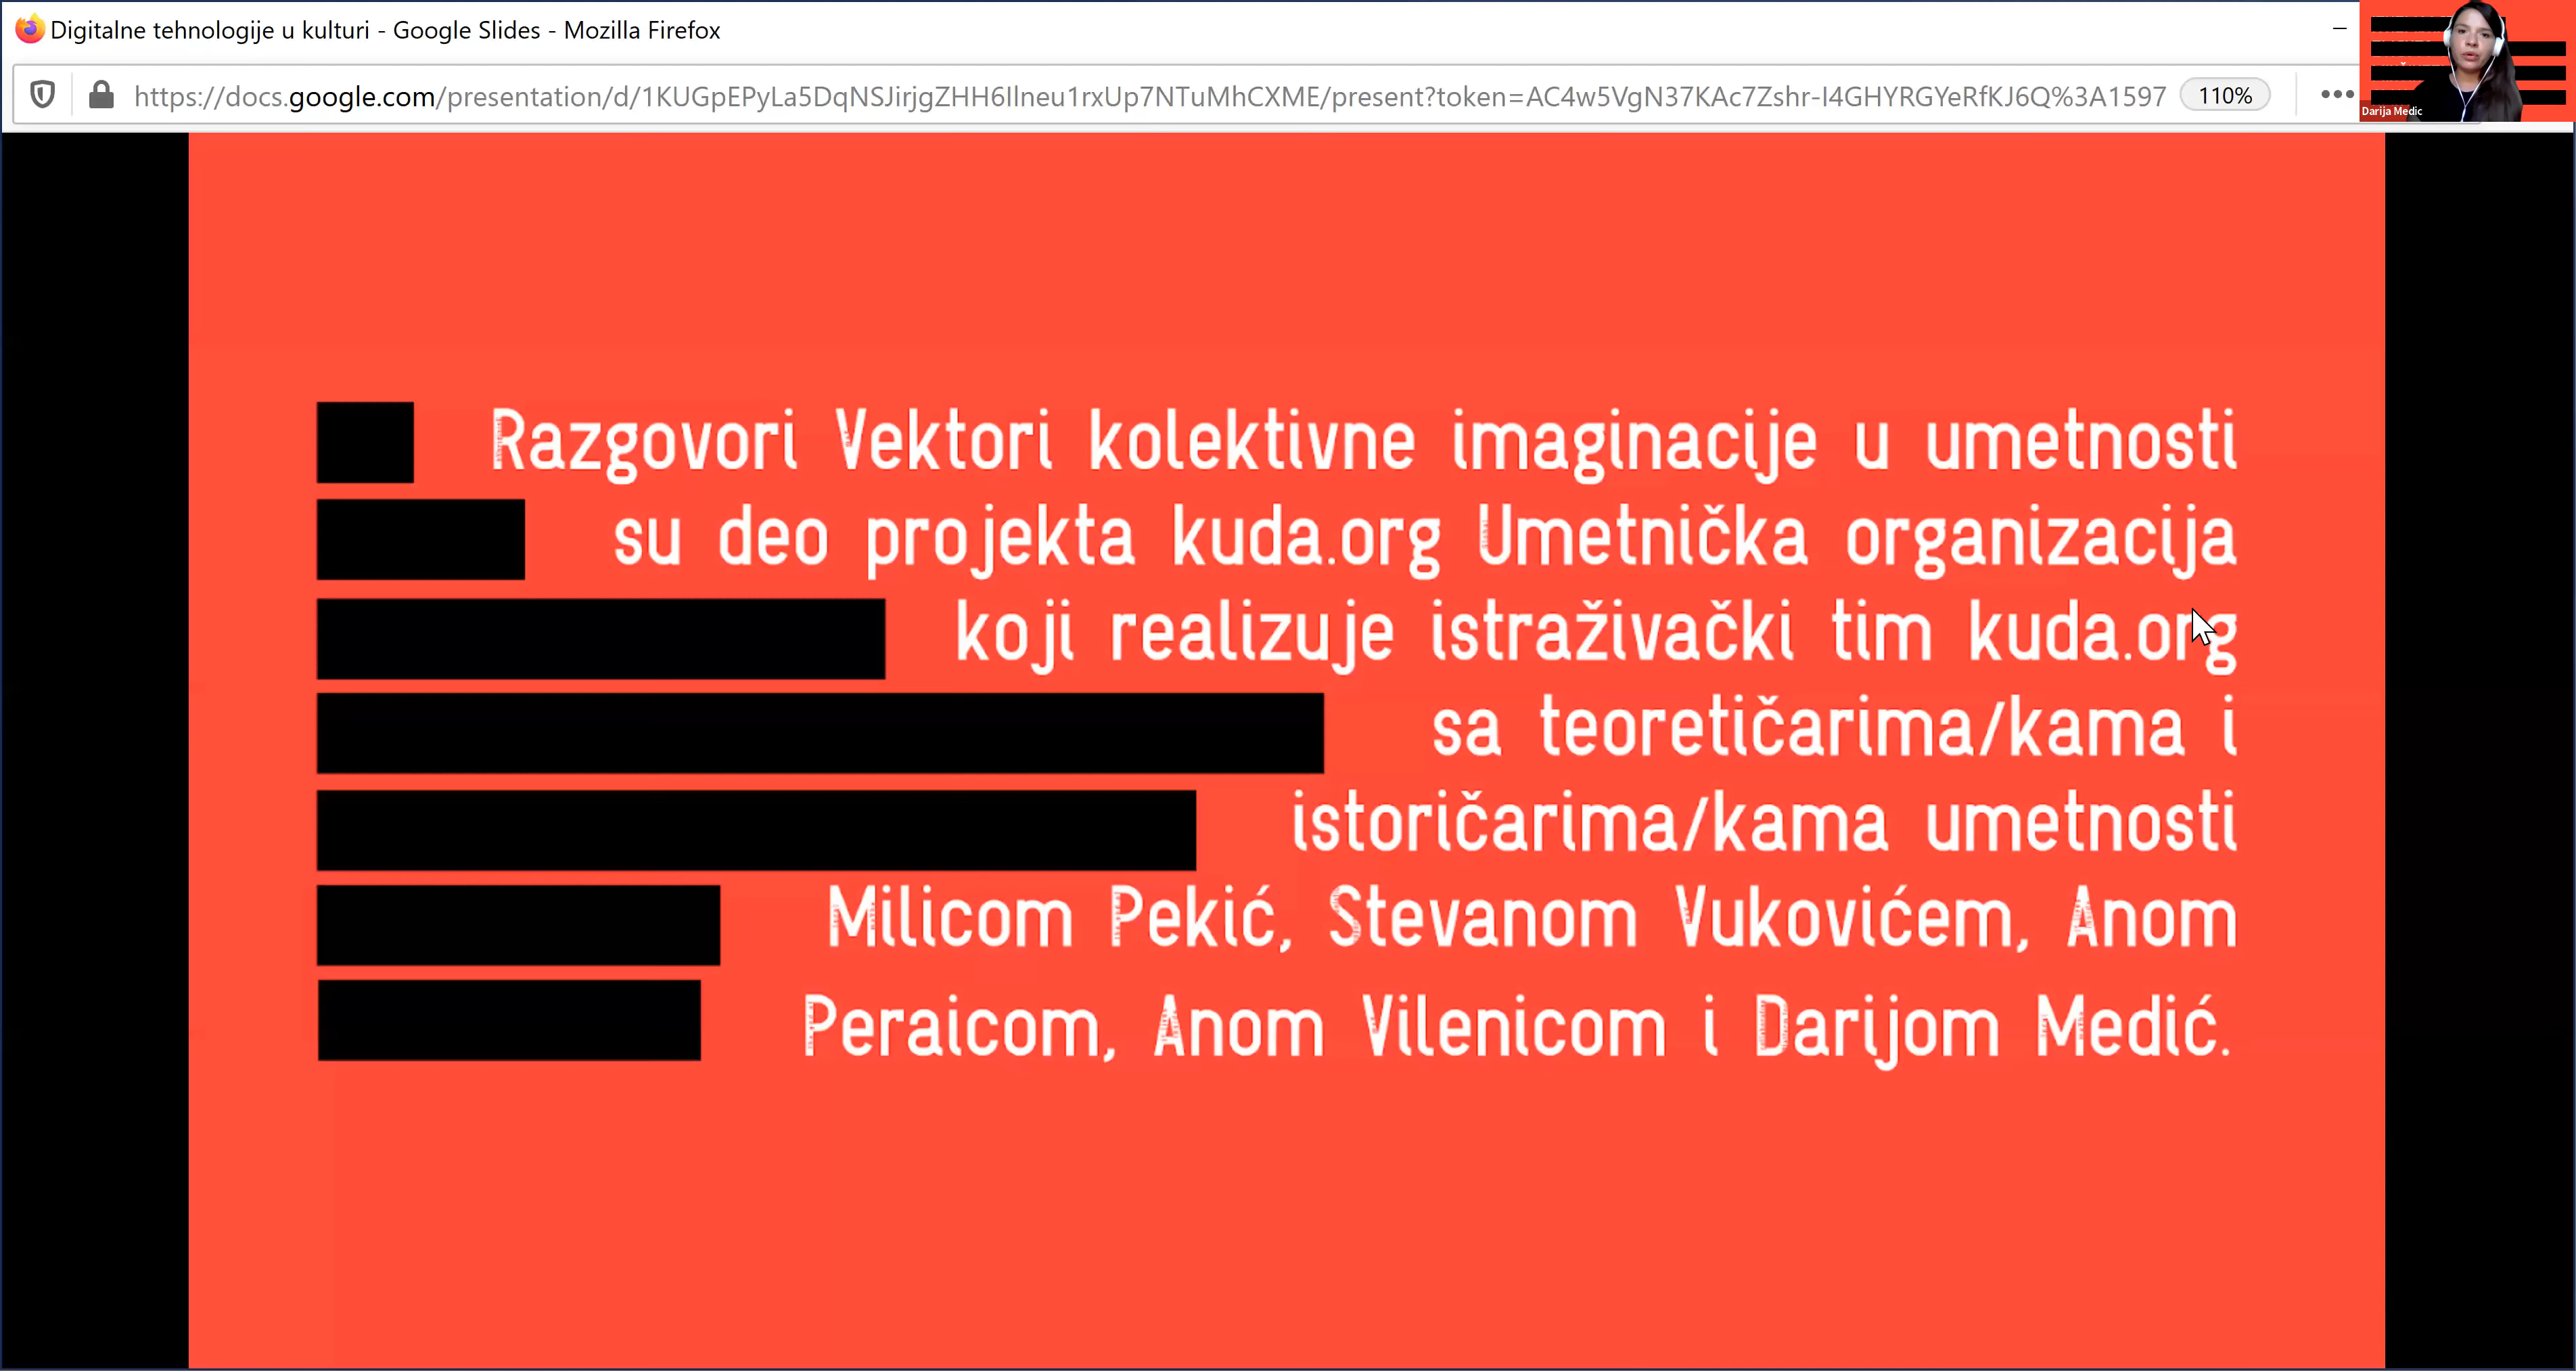 Digitalne tehnologije u kulturi - Google Slides - Mozilla Firefox
https://docs.google.com/presentation/d/1KUGpEPyLa5DqNSJirjgZHH6Ilneu1rxUp7NTuMhCXME/present?token=AC4w5VgN37KAc7Zshr-I4GHYRGYeRfKJ6Q%3A1597
110%
Darija Medic
Razgovori Vektori kolektivne imaginacije u umetnosti
su deo projekta kuda.org Umetnička organizacija
koji realizuje istraživački tim kuda.org
sa teoretičarima/kama i
istoričarima/kama umetnosti
Milicom Pekić, Stevanom Vukovićem, Anom
Peraicom, Anom Vilenicom i Darijom Medić.